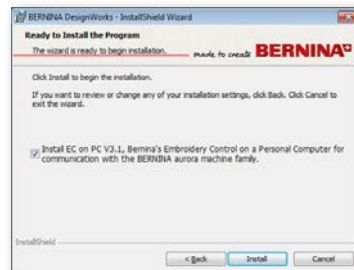 BERNINA DesignWorks - InstallShield Wizard
Ready to Install the Program
The wizard is ready to begin installation.
made to create BERNINA
Click Install to begin the installation.
If you want to review or change any of your installation settings, click Back. Click Cancel to
exit the wizard.
Install EC on PC V3.1, Bernina's Embroidery Control on a Personal Computer for
communication with the BERNINA aurora machine family.
InstallShield
< Back Install Cancel